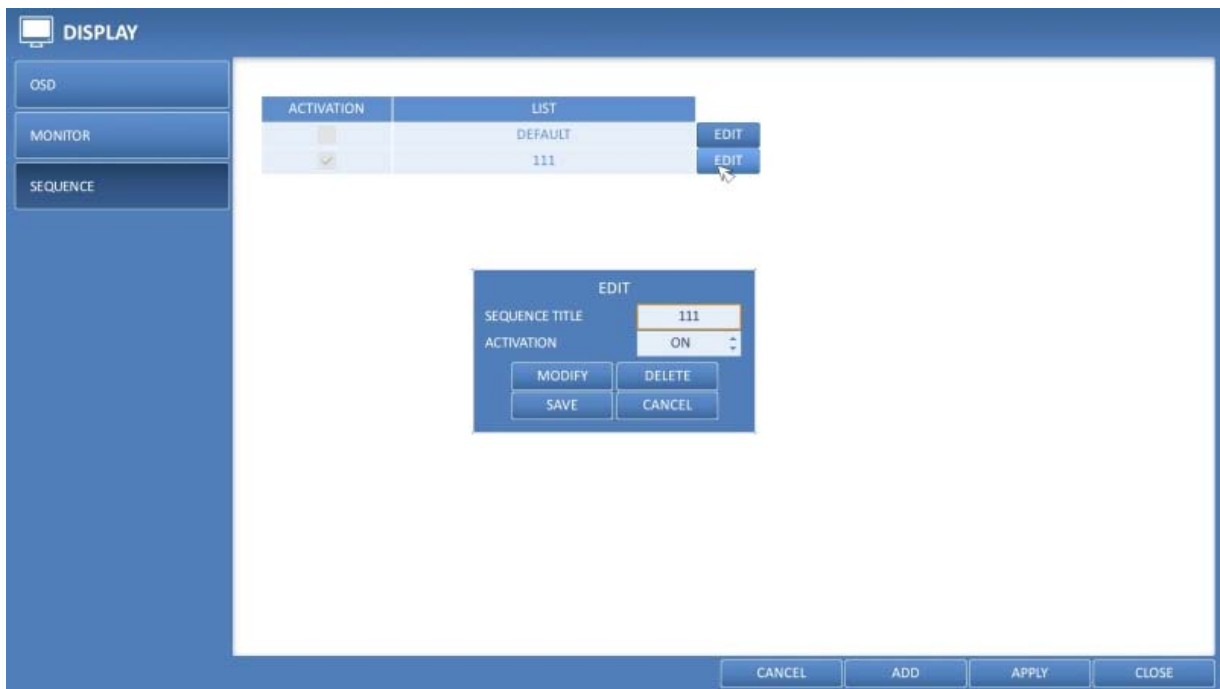 DISPLAY
OSD
MONITOR
SEQUENCE
ACTIVATION LIST
DEFAULT EDIT
111 EDIT
EDIT
SEQUENCE TITLE 111
ACTIVATION ON
MODIFY DELETE
SAVE CANCEL
CANCEL ADD APPLY CLOSE